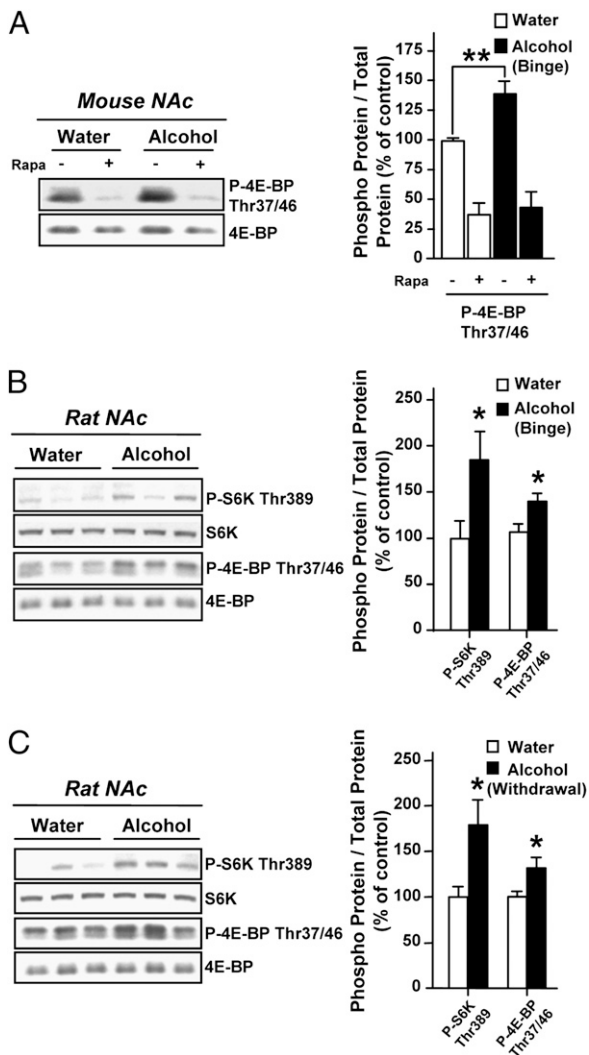 A
Mouse NAc
Water Alcohol
Rapa - + - +
P-4E-BP
Thr37/46
4E-BP
Water
Alcohol
(Binge)
Phospho Protein / Total
Protein (% of control)
175
150
125
100
75
50
25
0
**
Rapa - + - +
P-4E-BP
Thr37/46
B
Rat NAc
Water Alcohol
P-S6K Thr389
S6K
P-4E-BP Thr37/46
4E-BP
Water
Alcohol
(Binge)
Phospho Protein / Total Protein
(% of control)
250
200
150
100
50
0
* *
P-S6K
Thr389
P-4E-BP
Thr37/46
C
Rat NAc
Water Alcohol
P-S6K Thr389
S6K
P-4E-BP Thr37/46
4E-BP
Water
Alcohol
(Withdrawal)
Phospho Protein / Total Protein
(% of control)
250
200
150
100
50
0
* *
P-S6K
Thr389
P-4E-BP
Thr37/46